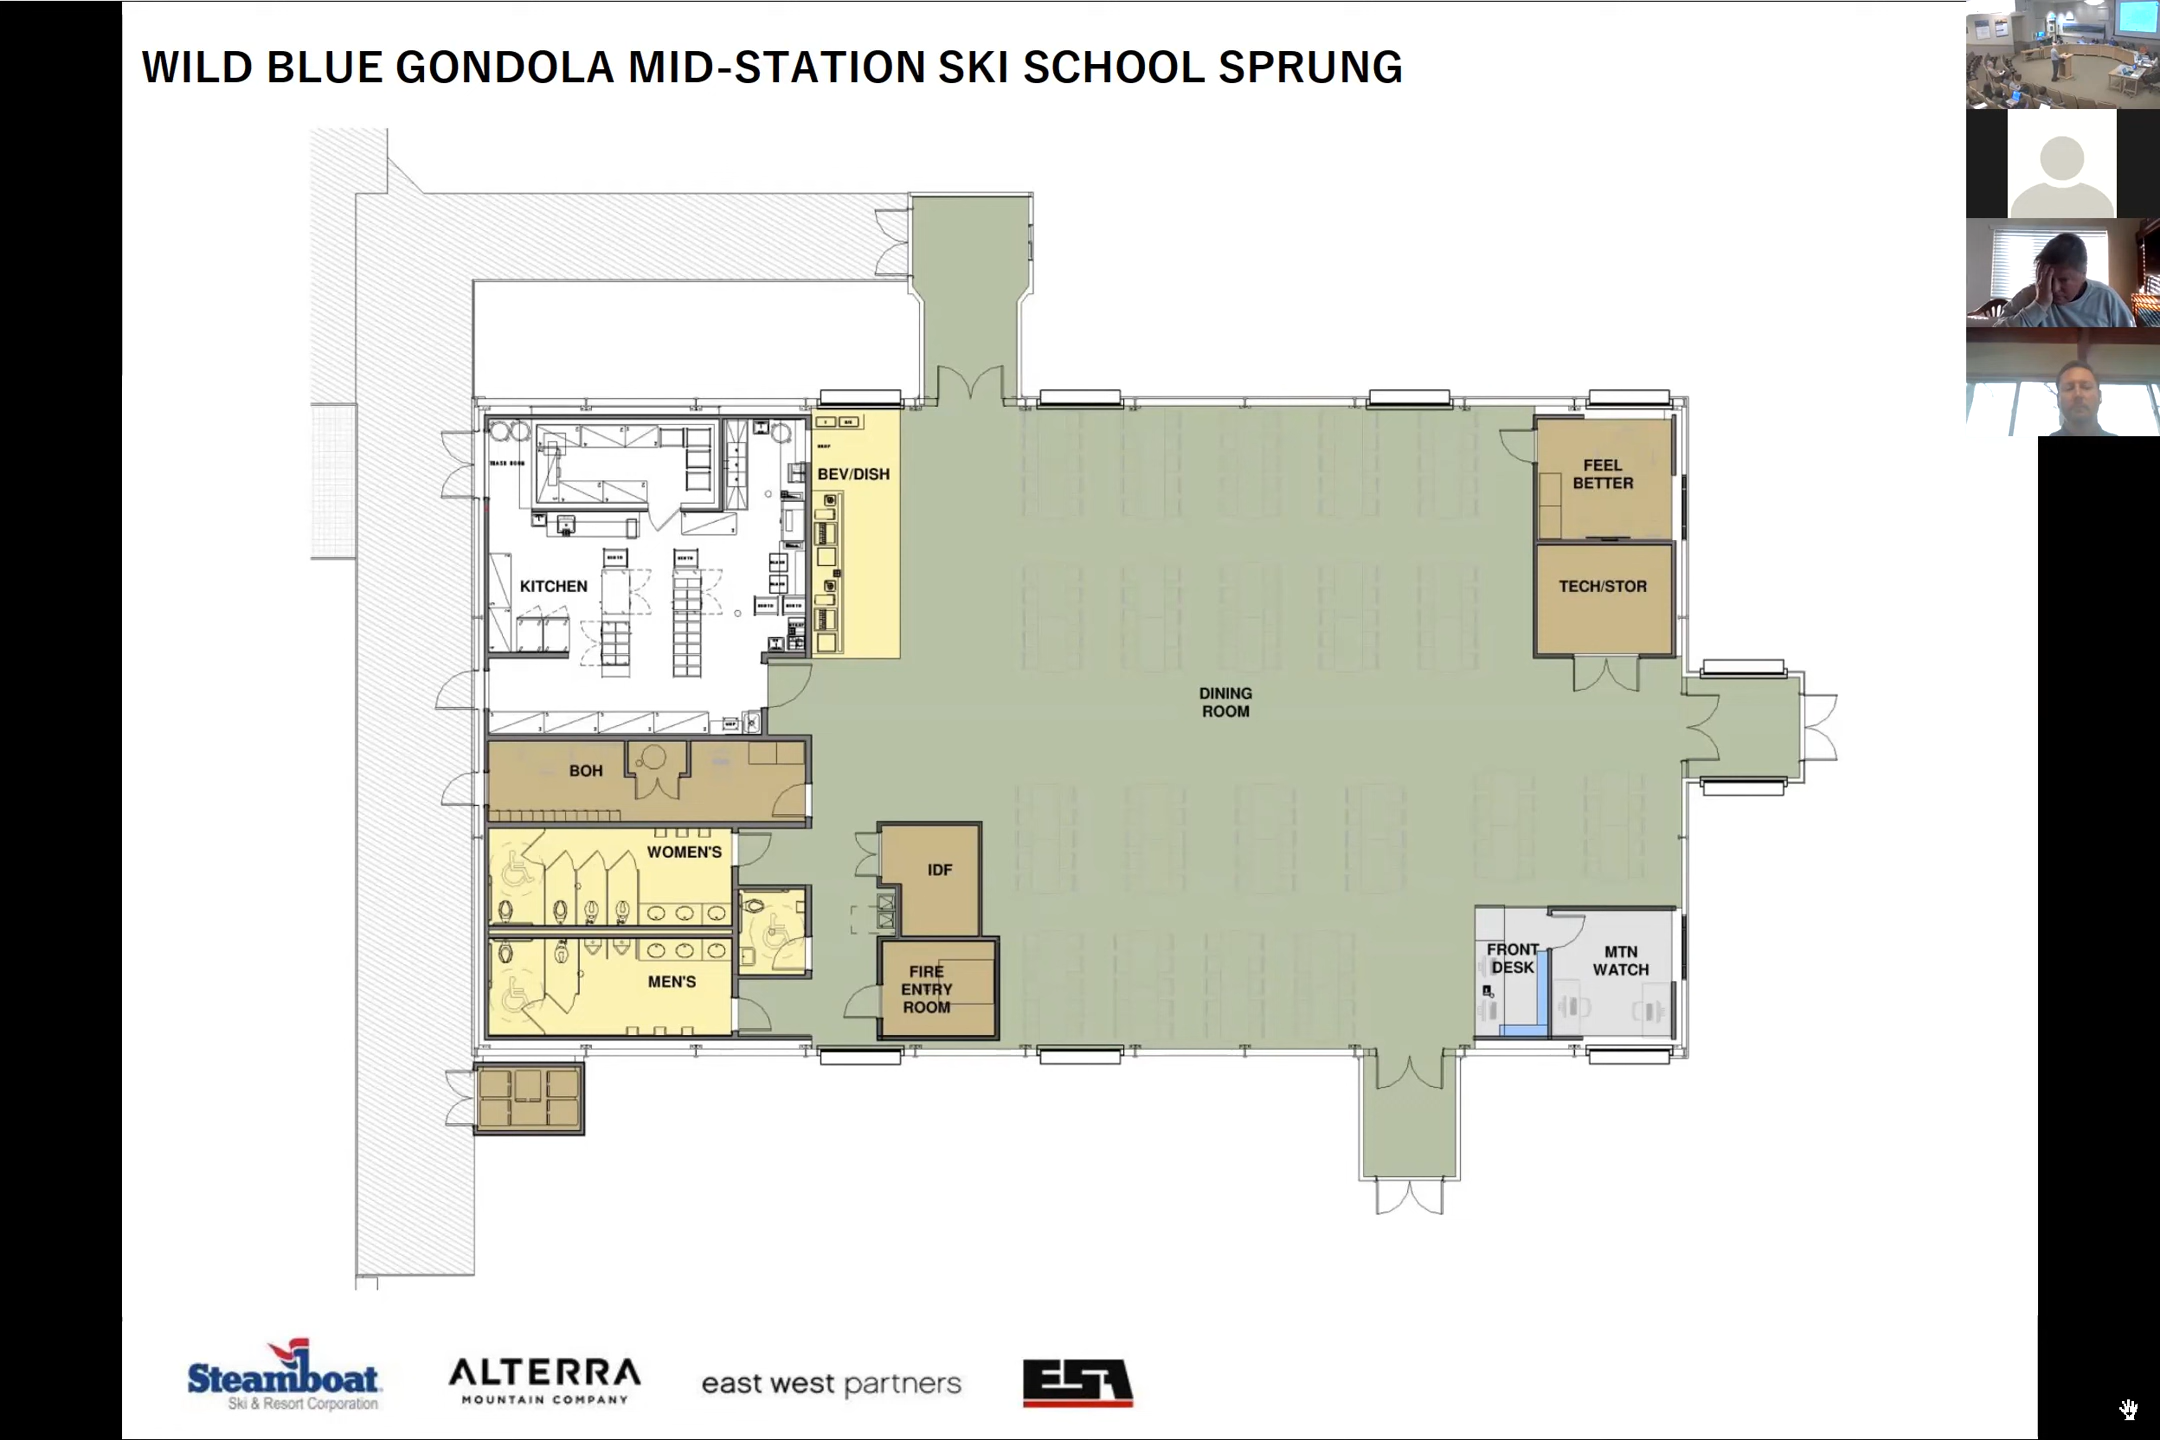 WILD BLUE GONDOLA MID-STATION SKI SCHOOL SPRUNG
BEV/DISH
FEEL
BETTER
KITCHEN
TECH/STOR
DINING
ROOM
BOH
WOMEN'S
IDF
MEN'S
FIRE
ENTRY
ROOM
FRONT
DESK
MTN
WATCH
Steamboat
Ski & Resort Corporation
ALTERRA
MOUNTAIN COMPANY
east west partners
ESA